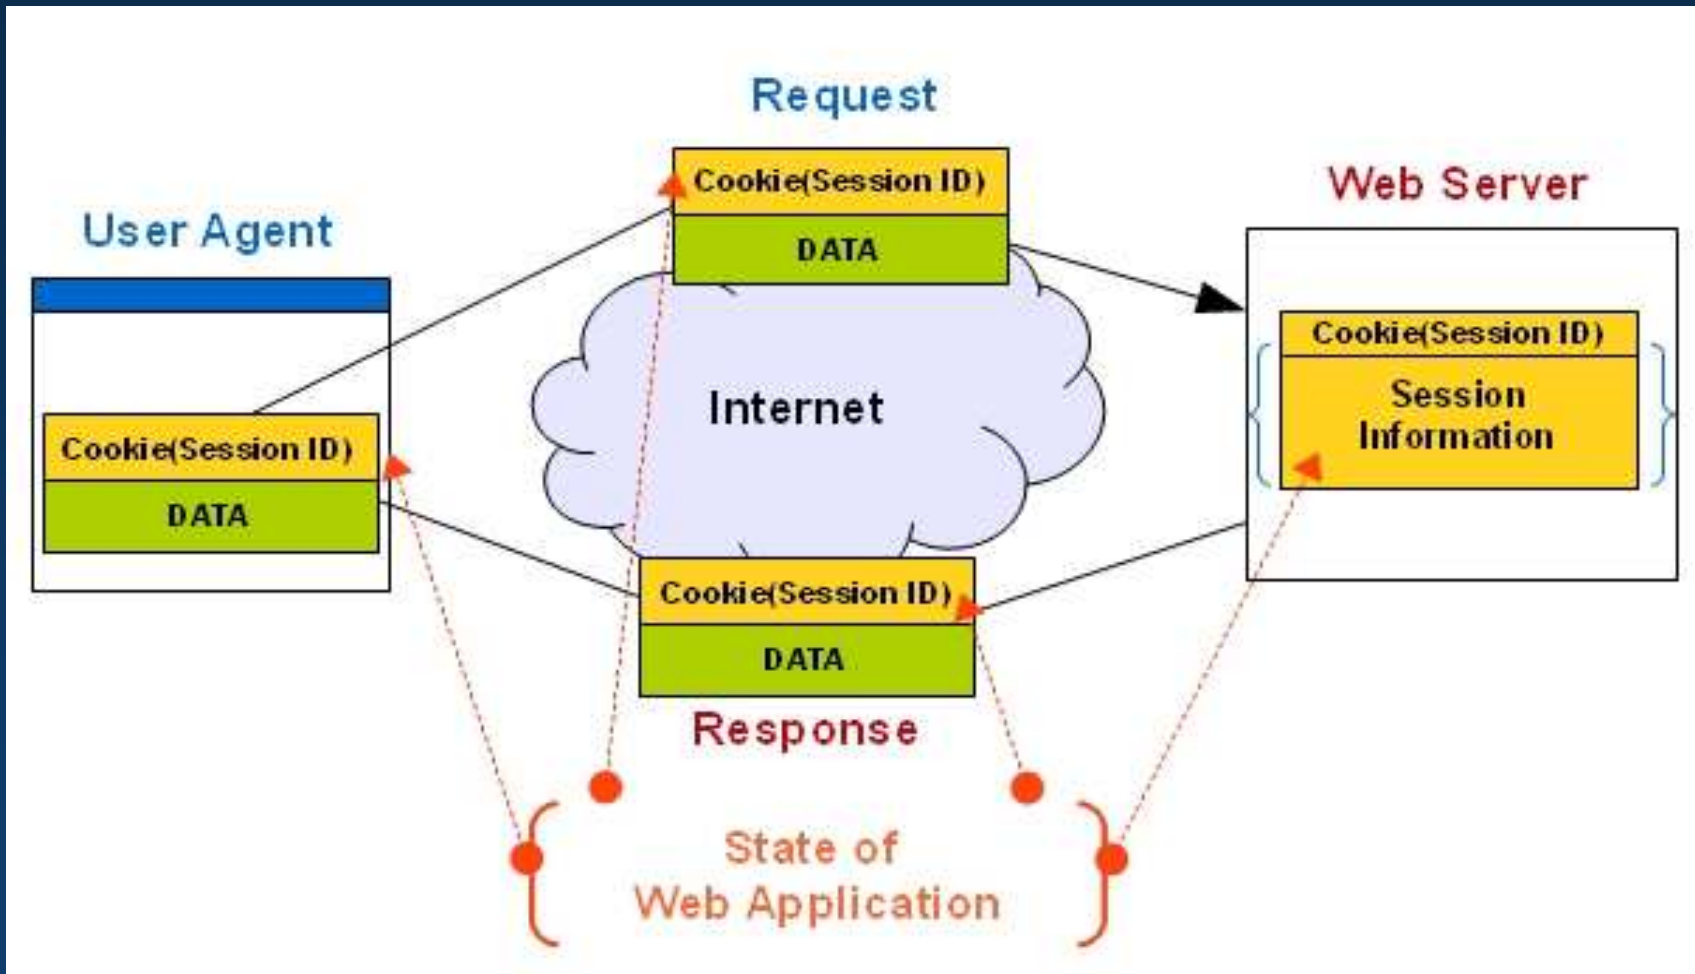 Request
Cookie(Session ID)
DATA
Web Server
User Agent
Cookie(Session ID)
Session
Information
Internet
Cookie(Session ID)
DATA
Cookie(Session ID)
DATA
Response
State of
Web Application